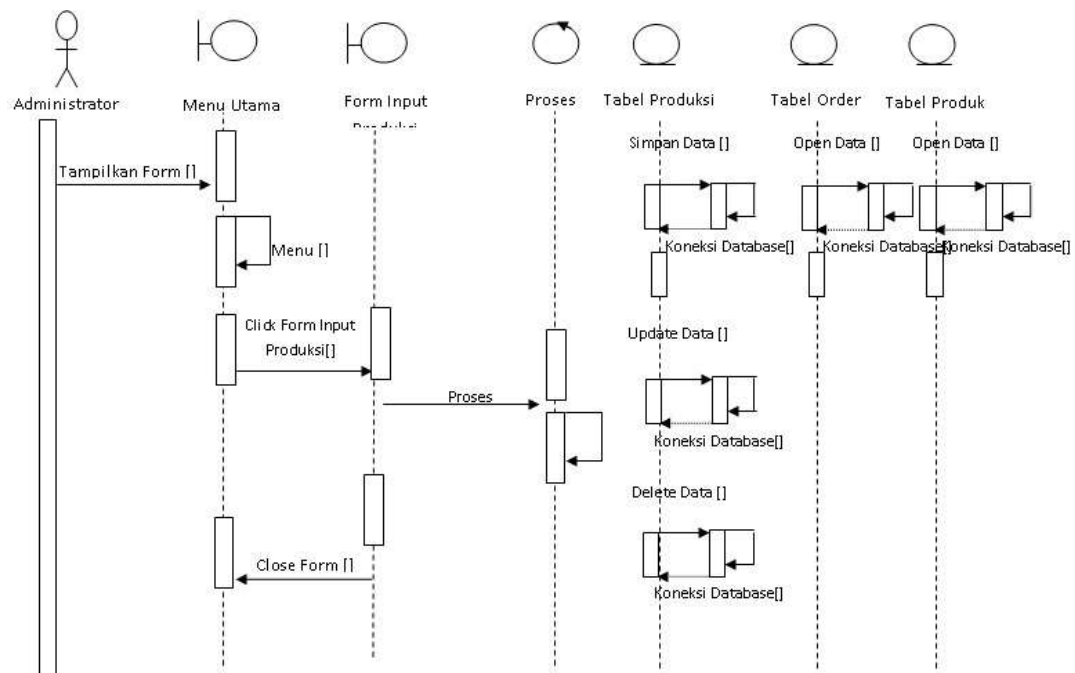 Administrator
Menu Utama
Form Input
Produksi
Proses
Tabel Produksi
Tabel Order
Tabel Produk
Simpan Data []
Open Data []
Open Data []
Tampilkan Form []
Koneksi Database[]
Koneksi Database[]
Koneksi Database[]
Menu []
Click Form Input
Produksi[]
Update Data []
Proses
Koneksi Database[]
Delete Data []
Close Form []
Koneksi Database[]